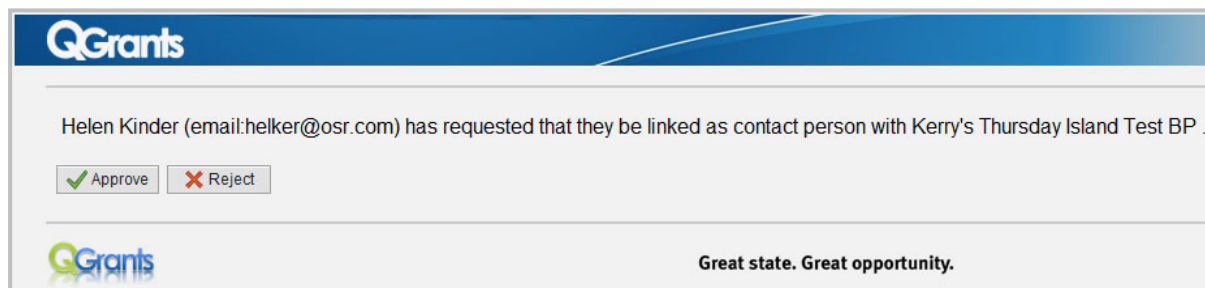 QGrants
Helen Kinder (email:helker@osr.com) has requested that they be linked as contact person with Kerry's Thursday Island Test BP .
Approve Reject
QGrants Great state. Great opportunity.